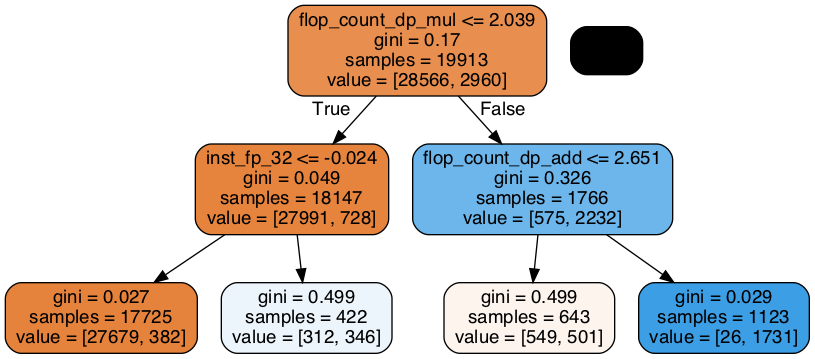 flop_count_dp_mul <= 2.039
gini = 0.17
samples = 19913
value = [28566, 2960]
True
False
inst_fp_32 <= -0.024
gini = 0.049
samples = 18147
value = [27991, 728]
flop_count_dp_add <= 2.651
gini = 0.326
samples = 1766
value = [575, 2232]
gini = 0.027
samples = 17725
value = [27679, 382]
gini = 0.499
samples = 422
value = [312, 346]
gini = 0.499
samples = 643
value = [549, 501]
gini = 0.029
samples = 1123
value = [26, 1731]